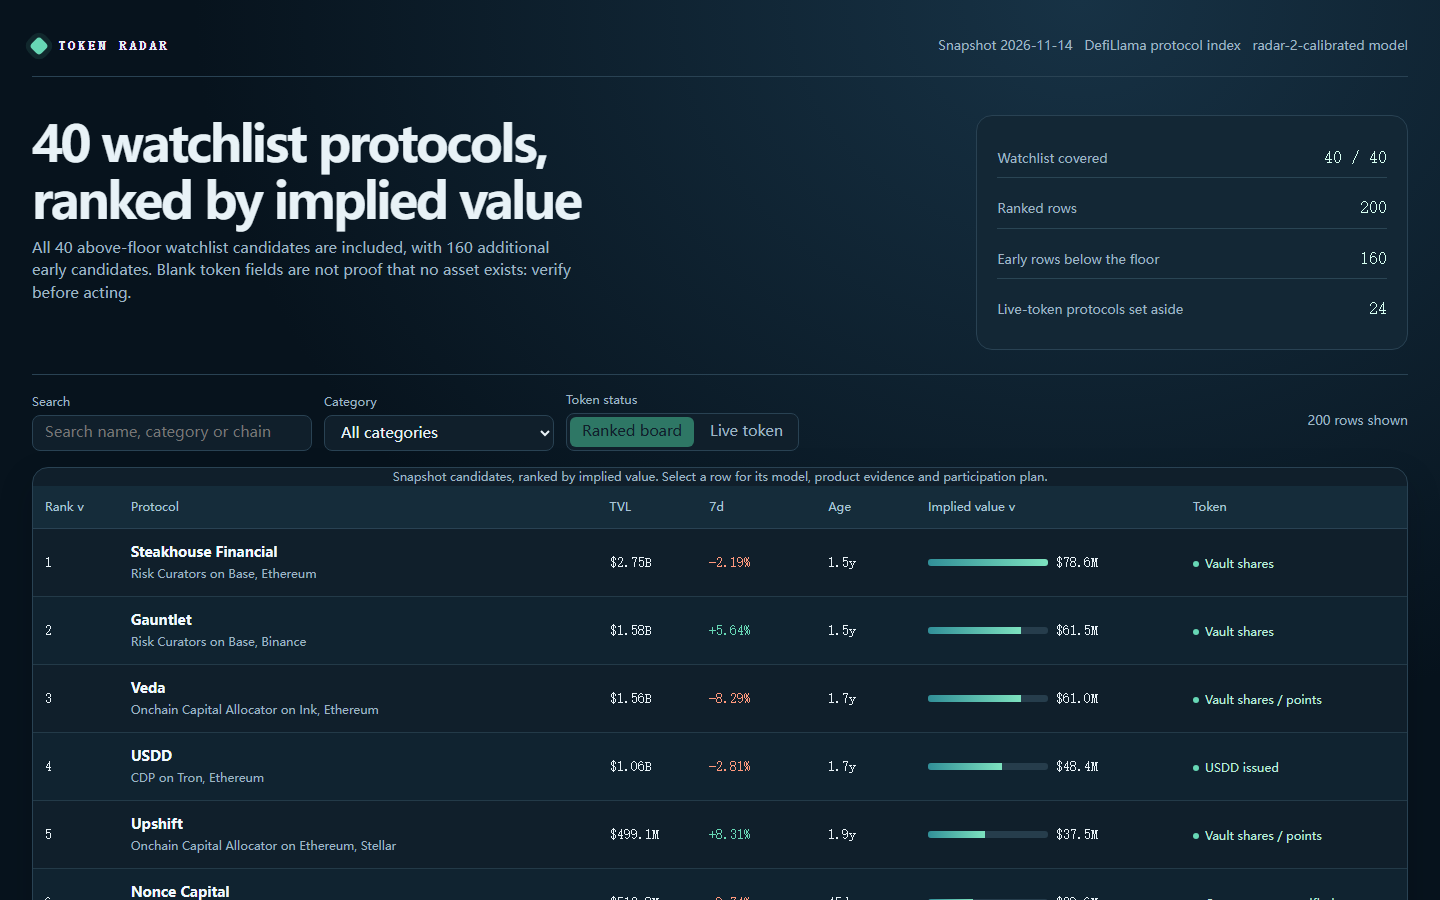 TOKEN RADAR
Snapshot 2026-11-14 DefiLlama protocol index radar-2-calibrated model
40 watchlist protocols,
ranked by implied value
All 40 above-floor watchlist candidates are included, with 160 additional
early candidates. Blank token fields are not proof that no asset exists: verify
before acting.
Watchlist covered 40 / 40
Ranked rows 200
Early rows below the floor 160
Live-token protocols set aside 24
Search
Search name, category or chain
Category
All categories
Token status
Ranked board Live token
200 rows shown
Snapshot candidates, ranked by implied value. Select a row for its model, product evidence and participation plan.
Rank v Protocol TVL 7d Age Implied value v Token
1 Steakhouse Financial $2.75B −2.19% 1.5y $78.6M Vault shares
Risk Curators on Base, Ethereum
2 Gauntlet $1.58B +5.64% 1.5y $61.5M Vault shares
Risk Curators on Base, Binance
3 Veda $1.56B −8.29% 1.7y $61.0M Vault shares / points
Onchain Capital Allocator on Ink, Ethereum
4 USDD $1.06B −2.81% 1.7y $48.4M USDD issued
CDP on Tron, Ethereum
5 Upshift $499.1M +8.31% 1.9y $37.5M Vault shares / points
Onchain Capital Allocator on Ethereum, Stellar
Nonce Capital